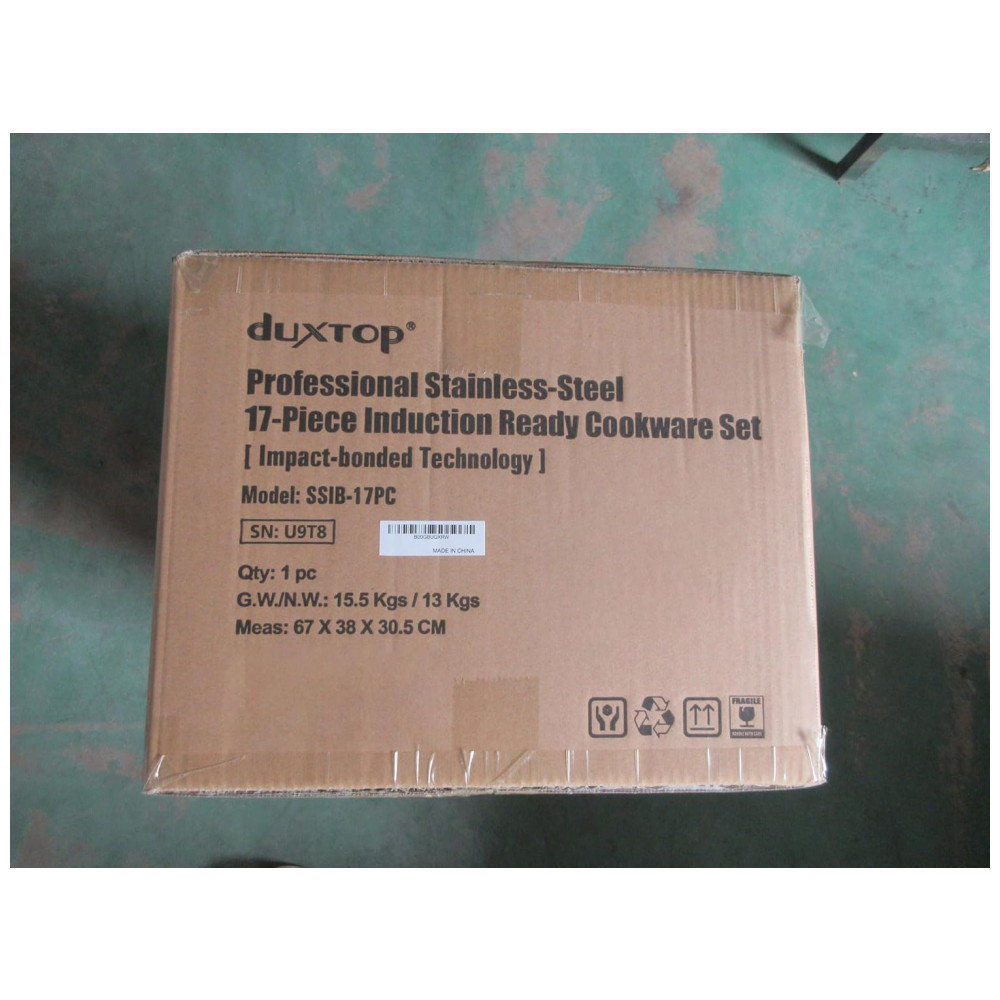 duxtop®
Professional Stainless-Steel
17-Piece Induction Ready Cookware Set
[ Impact-bonded Technology ]
Model: SSIB-17PC
SN: U9T8
B00GBUGXRW
MADE IN CHINA
Qty: 1 pc
G.W./N.W.: 15.5 Kgs / 13 Kgs
Meas: 67 X 38 X 30.5 CM
FRAGILE